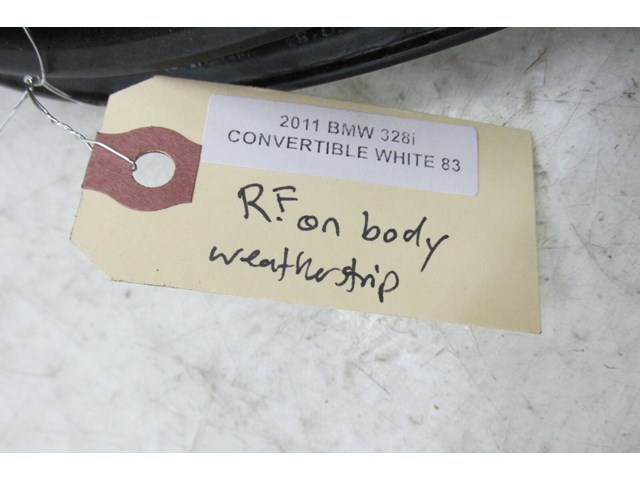 2011 BMW 328i
CONVERTIBLE WHITE 83
R.F on body
weatherstrip